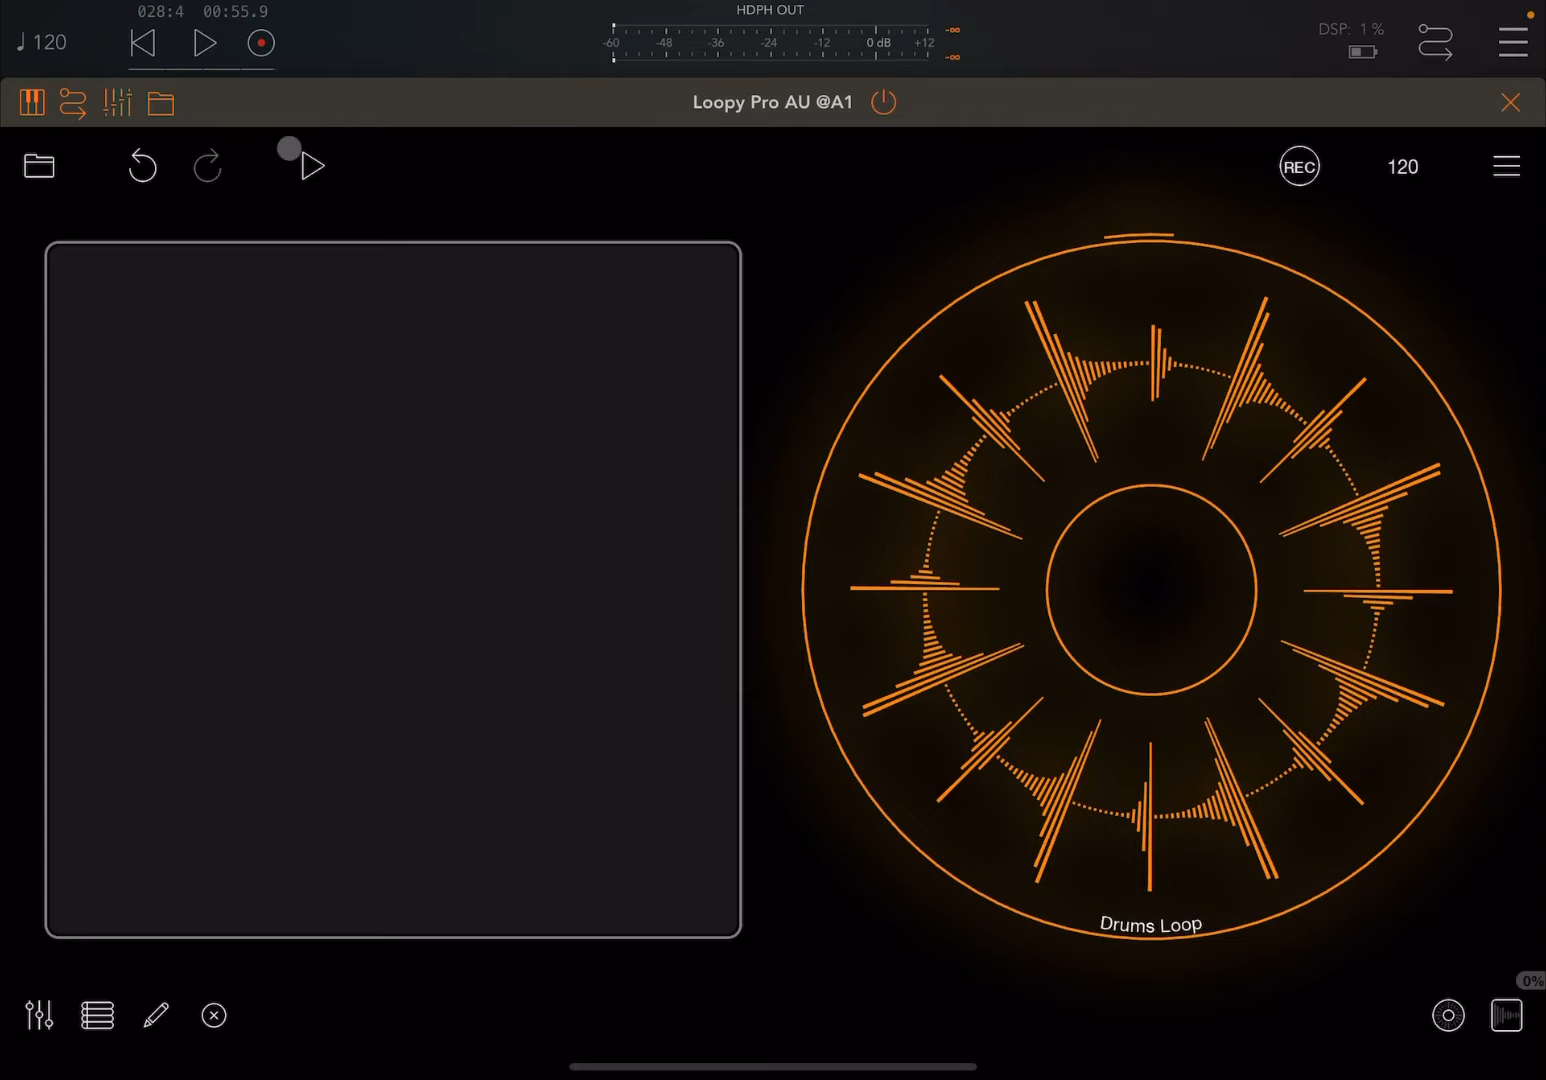 028:4 00:55.9
HDPH OUT
♩ 120
-60 -48 -36 -24 -12 0 dB +12
-∞
-∞
DSP: 1 %
Loopy Pro AU @A1
REC
120
Drums Loop
0%